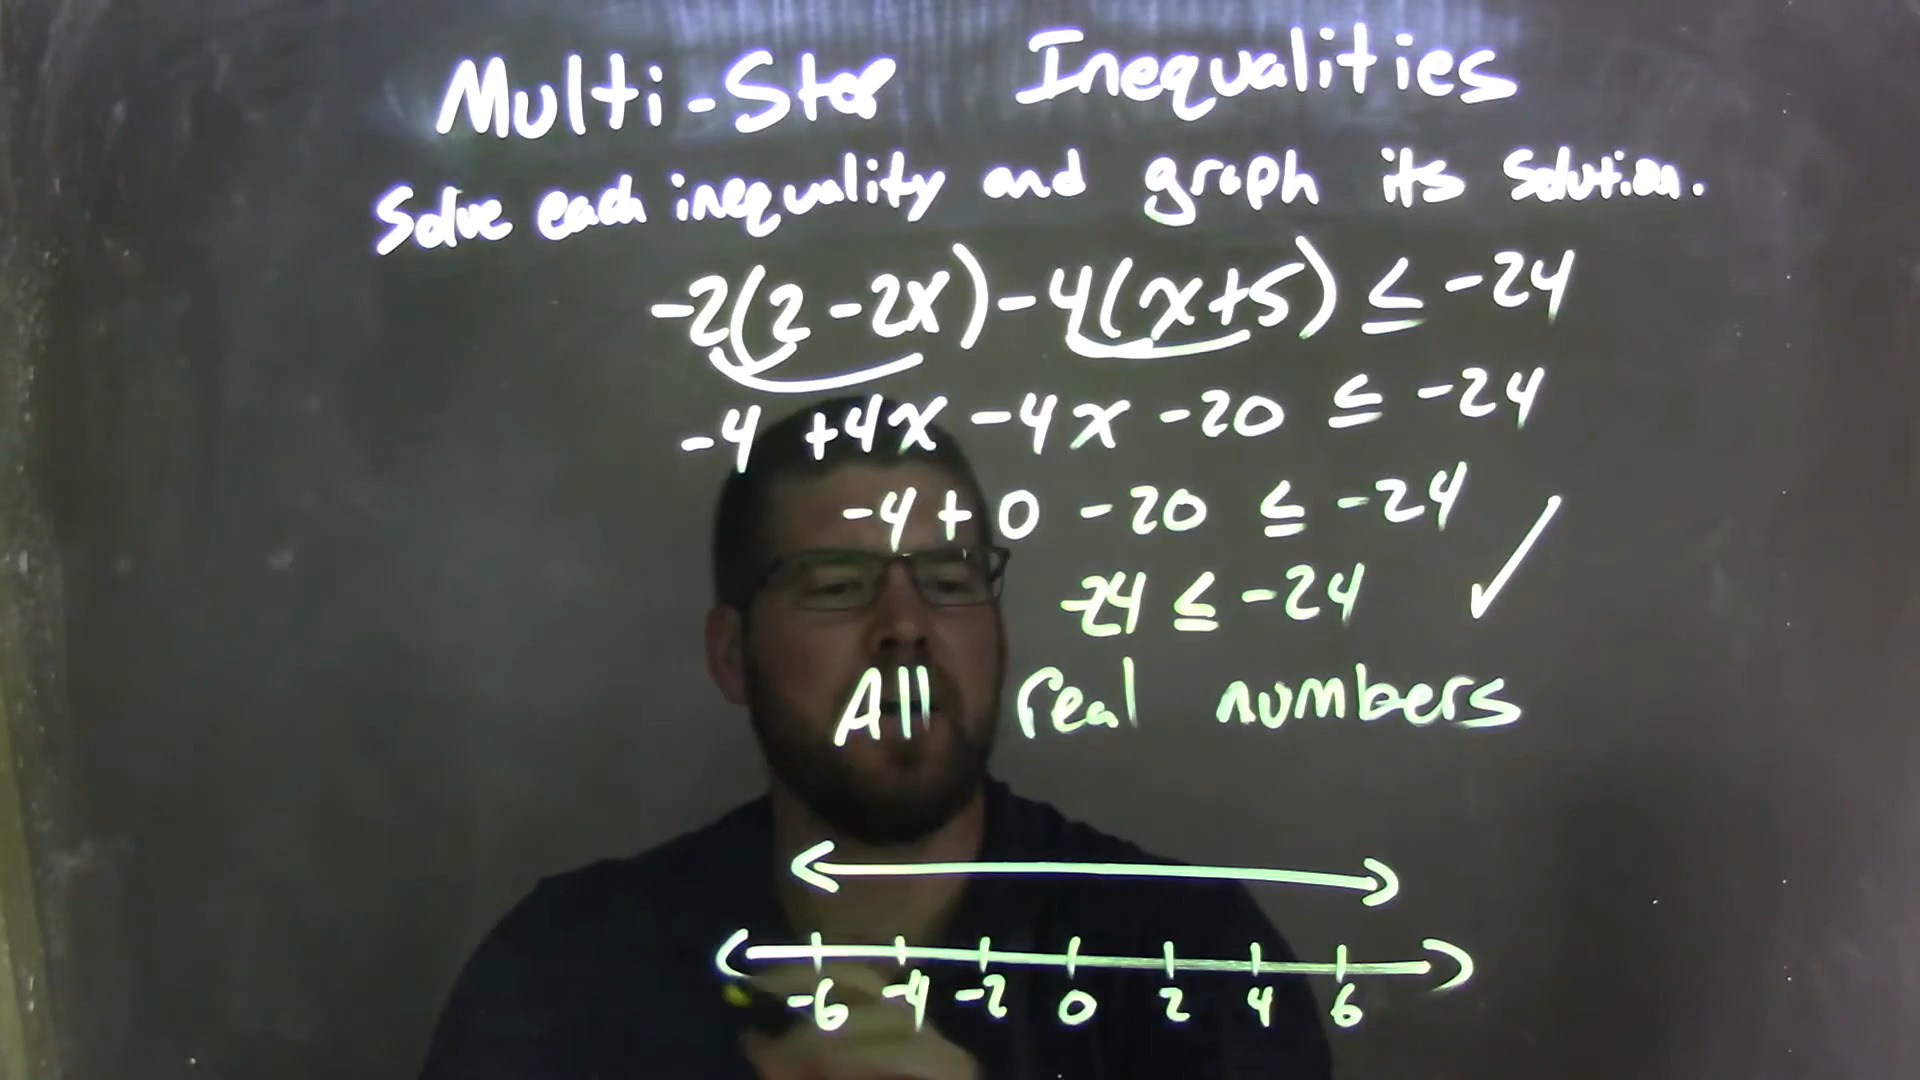 Multi-Step Inequalities
Solve each inequality and graph its solution.
-2(2-2x)-4(x+5) ≤ -24
-4 +4x -4x -20 ≤ -24
-4 + 0 -20 ≤ -24
-24 ≤ -24 ✓
All real numbers
-6 -4 -2 0 2 4 6